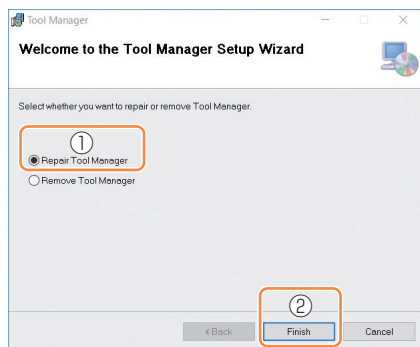 Tool Manager
Welcome to the Tool Manager Setup Wizard
Select whether you want to repair or remove Tool Manager.
①
Repair Tool Manager
Remove Tool Manager
②
< Back
Finish
Cancel